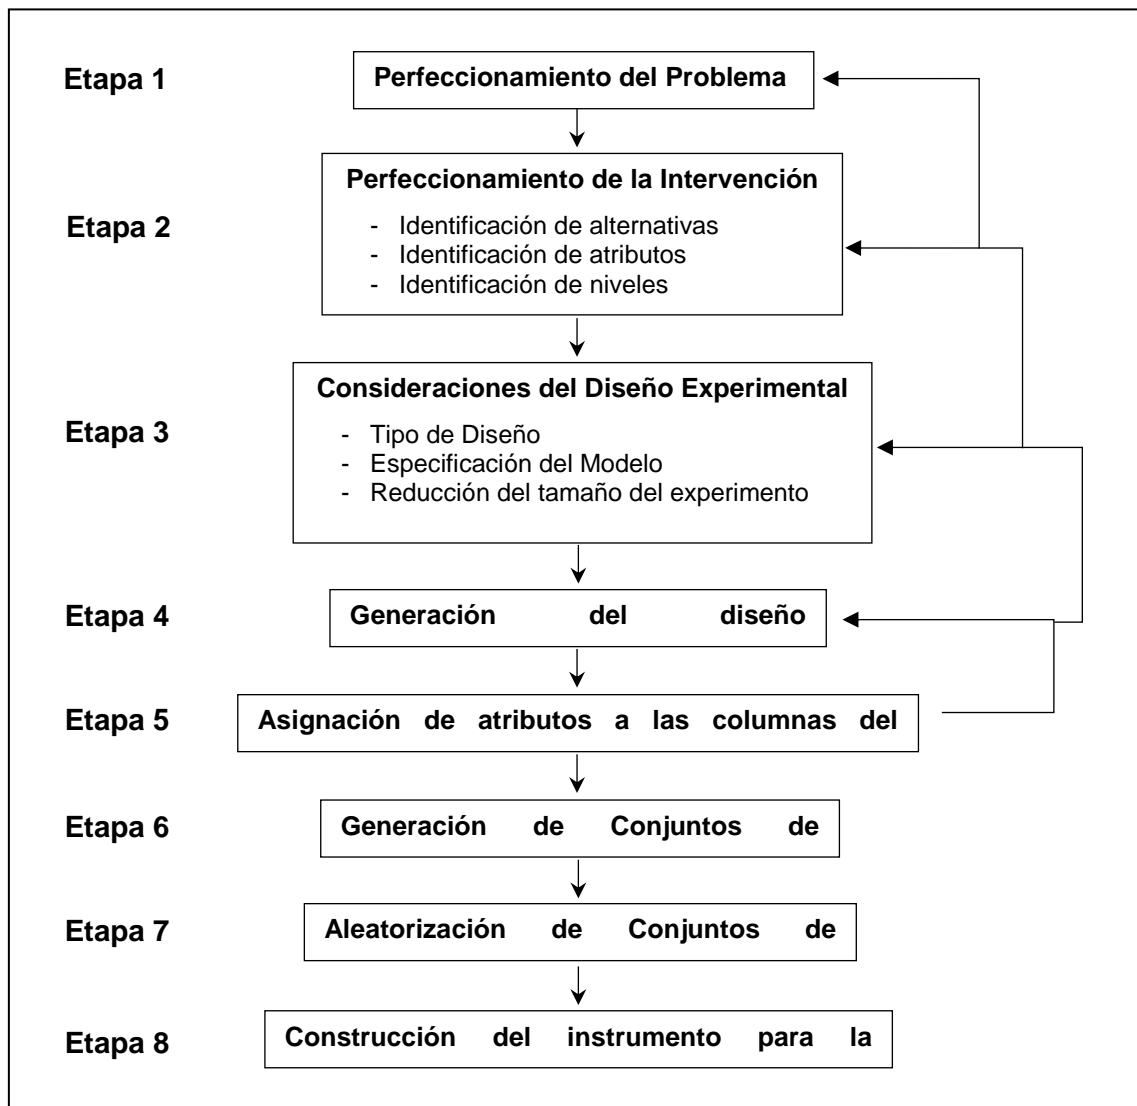 Etapa 1
Perfeccionamiento del Problema
Etapa 2
Perfeccionamiento de la Intervención
- Identificación de alternativas
- Identificación de atributos
- Identificación de niveles
Etapa 3
Consideraciones del Diseño Experimental
- Tipo de Diseño
- Especificación del Modelo
- Reducción del tamaño del experimento
Etapa 4
Generación del diseño
Etapa 5
Asignación de atributos a las columnas del
Etapa 6
Generación de Conjuntos de
Etapa 7
Aleatorización de Conjuntos de
Etapa 8
Construcción del instrumento para la